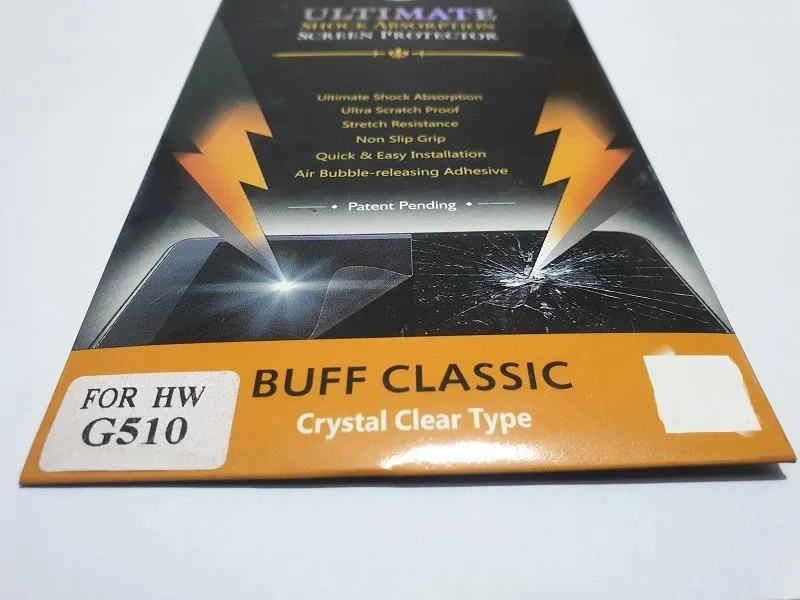 ULTIMATE
SHOCK ABSORPTION
SCREEN PROTECTOR
Ultimate Shock Absorption
Ultra Scratch Proof
Stretch Resistance
Non Slip Grip
Quick & Easy Installation
Air Bubble-releasing Adhesive
Patent Pending
FOR HW
G510
BUFF CLASSIC
Crystal Clear Type